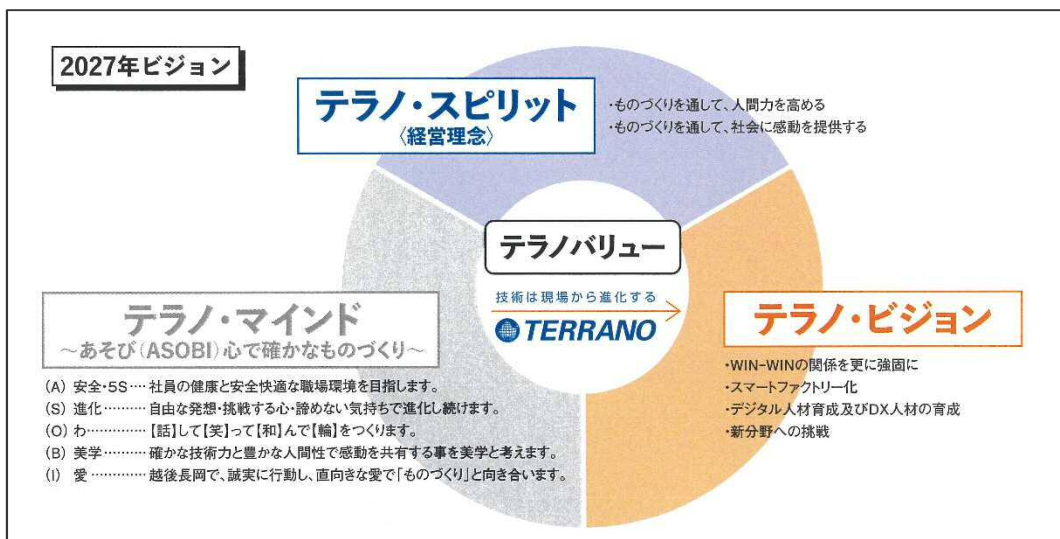 2027年ビジョン
テラノ・スピリット
〈経営理念〉
・ものづくりを通して、人間力を高める
・ものづくりを通して、社会に感動を提供する
テラノバリュー
技術は現場から進化する
TERRANO
テラノ・マインド
～あそび(ASOBI)心で確かなものづくり～
(A) 安全・5S‥‥ 社員の健康と安全快適な職場環境を目指します。
(S) 進化……… 自由な発想・挑戦する心・諦めない気持ちで進化し続けます。
(O) わ………… 【話】して【笑】って【和】んで【輪】をつくります。
(B) 美学……… 確かな技術力と豊かな人間性で感動を共有する事を美学と考えます。
(I) 愛………… 越後長岡で、誠実に行動し、直向きな愛で「ものづくり」と向き合います。
テラノ・ビジョン
・WIN-WINの関係を更に強固に
・スマートファクトリー化
・デジタル人材育成及びDX人材の育成
・新分野への挑戦